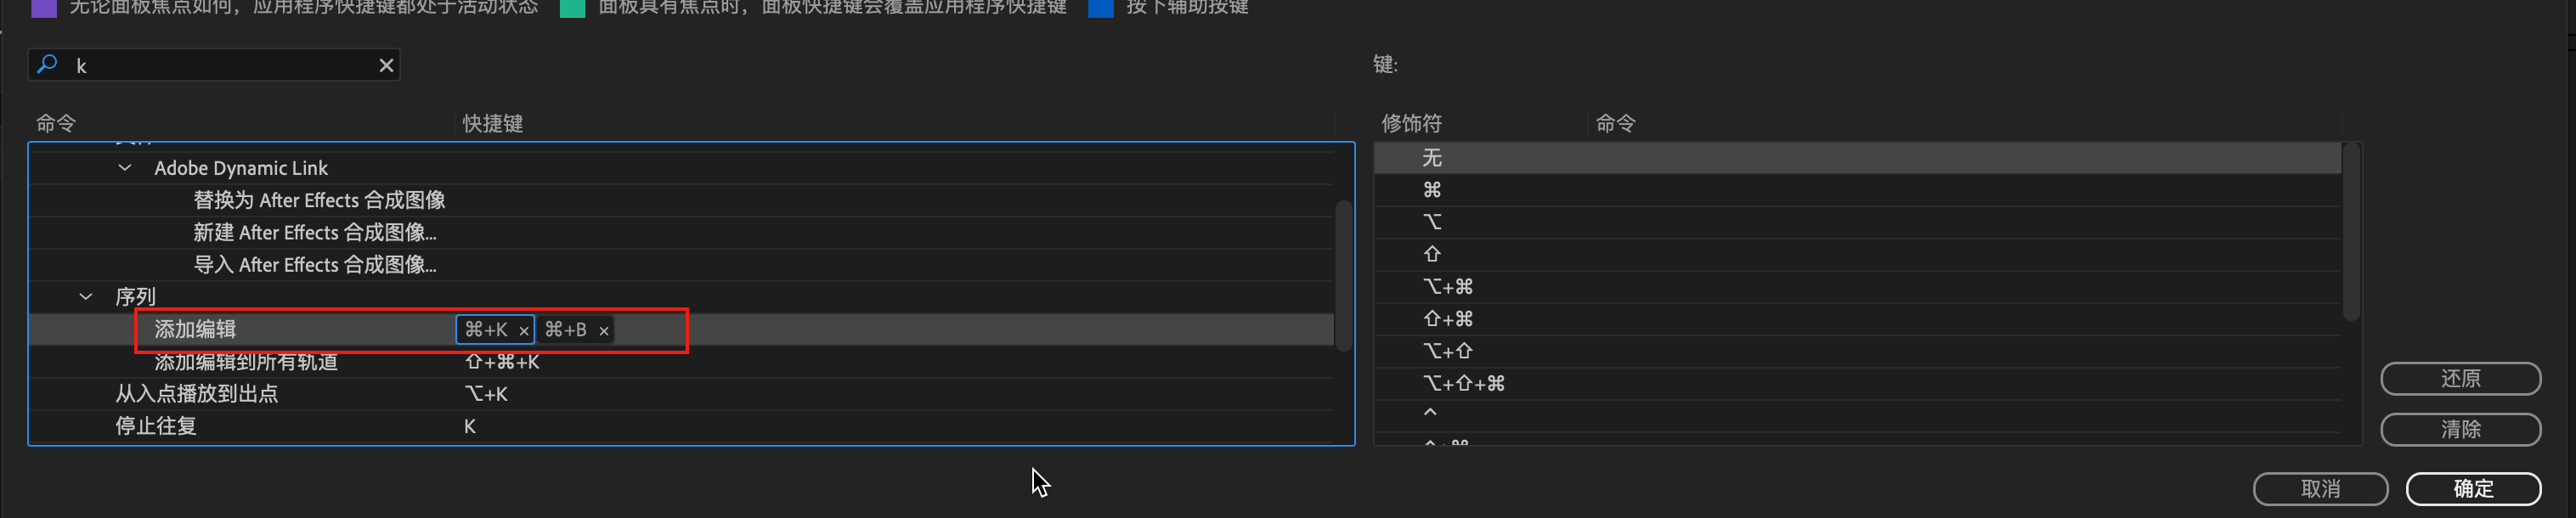 无论面板焦点如何，应用程序快捷键都处于活动状态 面板具有焦点时，面板快捷键会覆盖应用程序快捷键 按下辅助按键
k
键:
命令 快捷键
修饰符 命令
Adobe Dynamic Link
替换为 After Effects 合成图像
新建 After Effects 合成图像...
导入 After Effects 合成图像...
序列
添加编辑 ⌘+K × ⌘+B ×
添加编辑到所有轨道 ⇧+⌘+K
从入点播放到出点 ⌥+K
停止往复 K
无
⌘
⌥
⇧
⌥+⌘
⇧+⌘
⌥+⇧
⌥+⇧+⌘
^
还原
清除
取消 确定